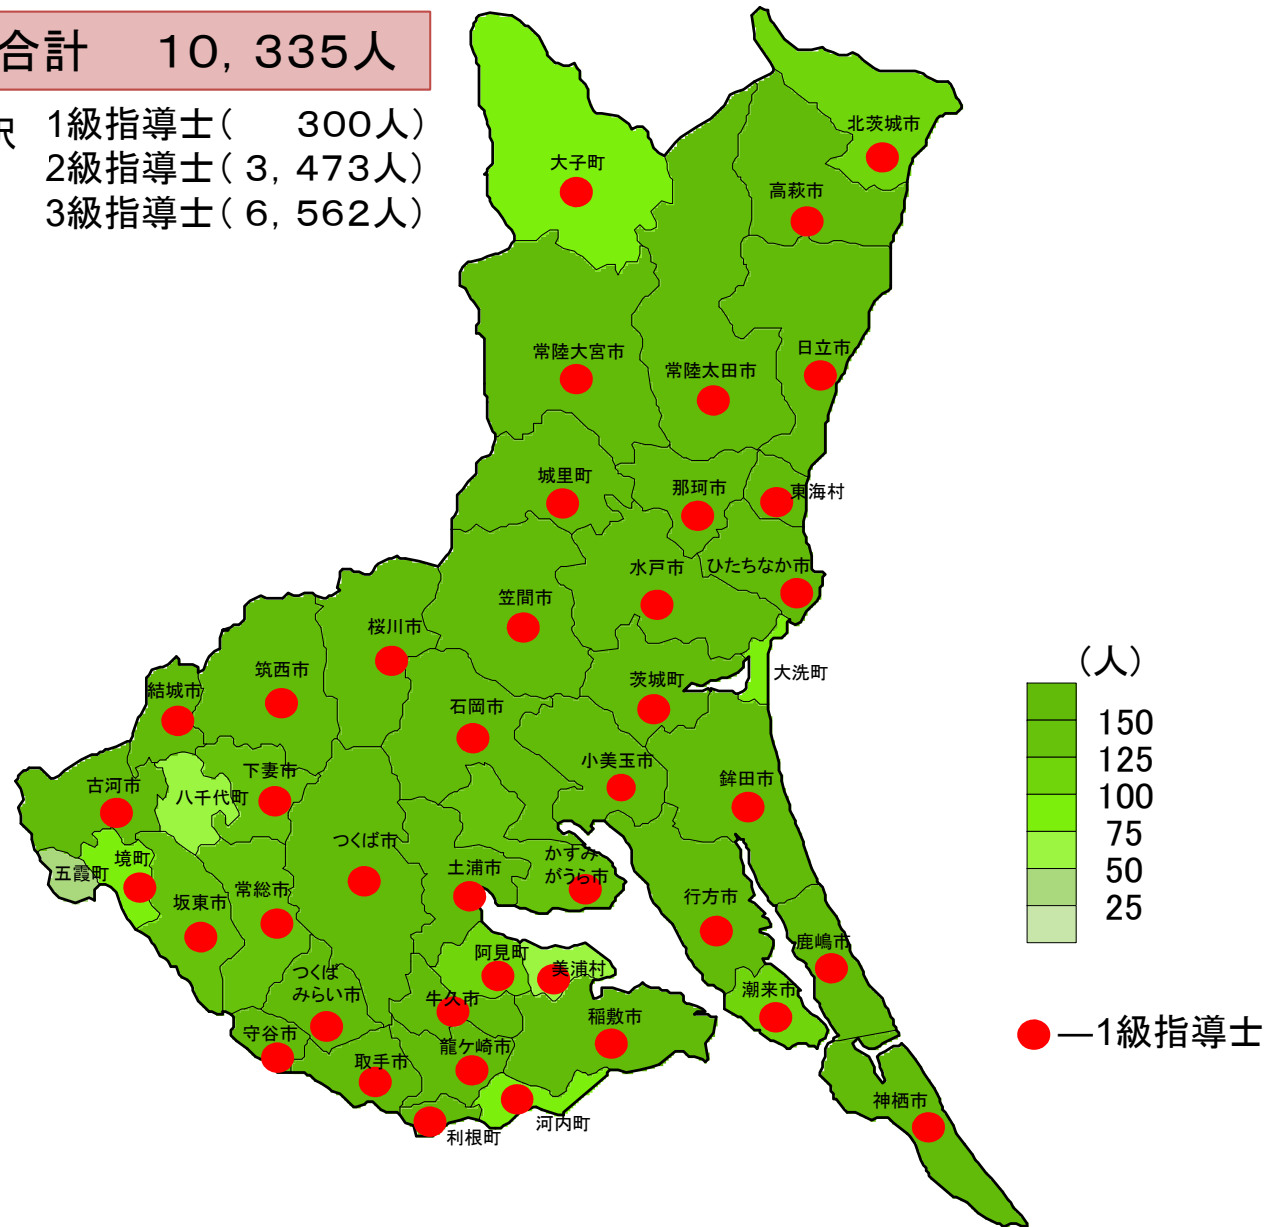 合計 10,335人
訳 1級指導士( 300人)
2級指導士(3,473人)
3級指導士(6,562人)
北茨城市
大子町
高萩市
日立市
常陸大宮市
常陸太田市
城里町
那珂市
東海村
水戸市
ひたちなか市
笠間市
桜川市
筑西市
茨城町
大洗町
結城市
石岡市
小美玉市
鉾田市
古河市
八千代町
下妻市
つくば市
土浦市
かすみ
がうら市
境町
五霞町
坂東市
常総市
行方市
鹿嶋市
阿見町
美浦村
つくば
みらい市
牛久市
潮来市
稲敷市
守谷市
取手市
龍ケ崎市
利根町
河内町
神栖市
(人)
150
125
100
75
50
25
―1級指導士